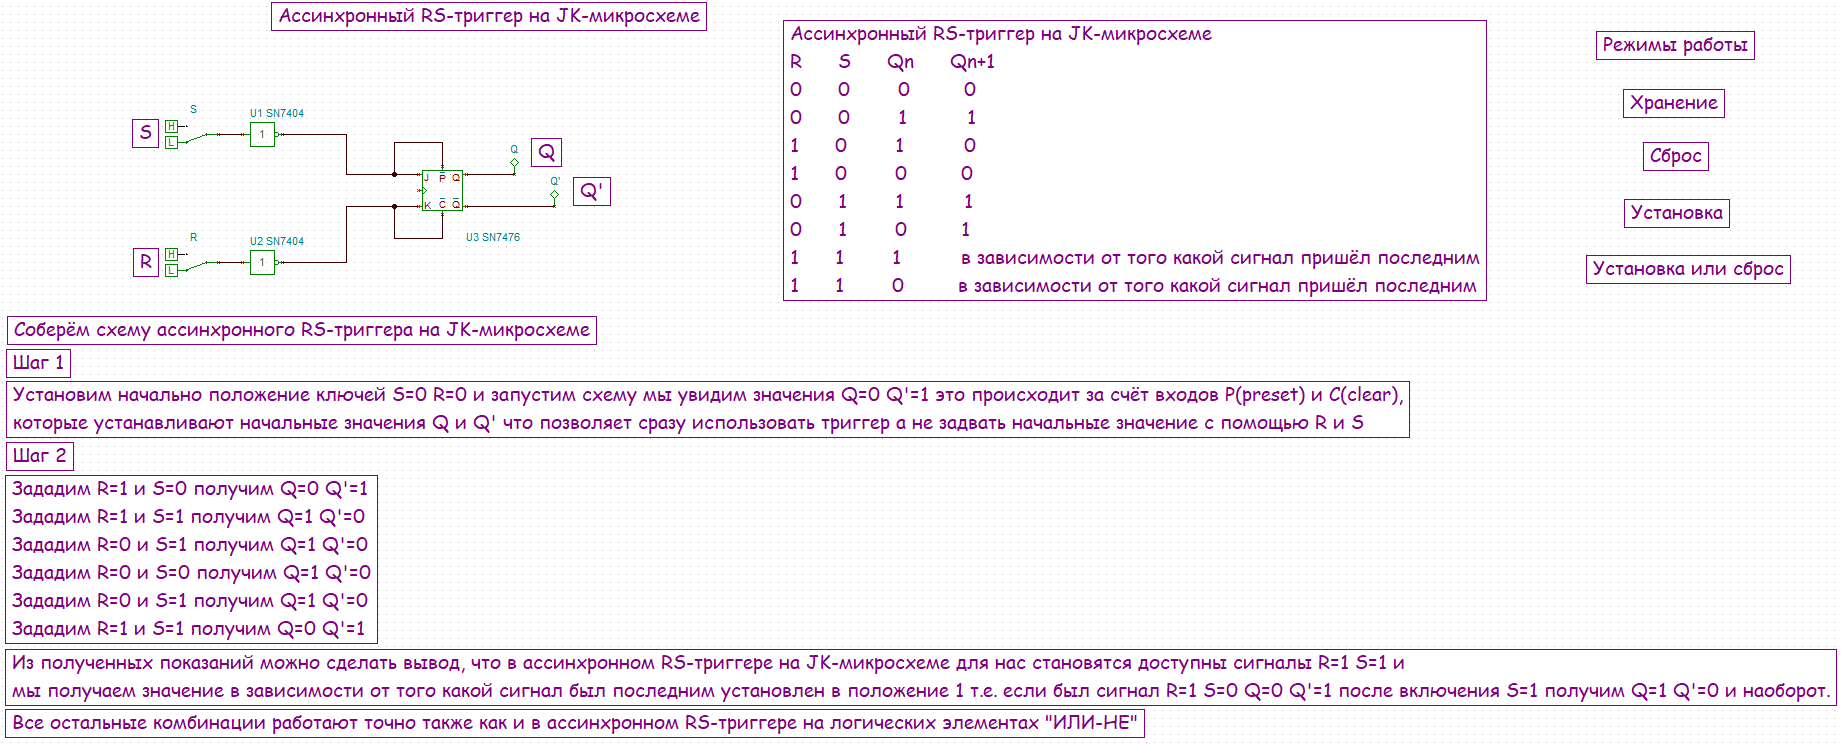 Ассинхронный RS-триггер на JK-микросхеме
Ассинхронный RS-триггер на JK-микросхеме
R S Qn Qn+1
0 0 0 0
0 0 1 1
1 0 1 0
1 0 0 0
0 1 1 1
0 1 0 1
1 1 1 в зависимости от того какой сигнал пришёл последним
1 1 0 в зависимости от того какой сигнал пришёл последним
Режимы работы
Хранение
Сброс
Установка
Установка или сброс
S
S
H
L
U1 SN7404
1
J P Q
K C Q
U3 SN7476
Q
Q
Q'
Q'
R
R
H
L
U2 SN7404
1
Соберём схему ассинхронного RS-триггера на JK-микросхеме
Шаг 1
Установим начально положение ключей S=0 R=0 и запустим схему мы увидим значения Q=0 Q'=1 это происходит за счёт входов P(preset) и C(clear),
которые устанавливают начальные значения Q и Q' что позволяет сразу использовать триггер а не задвать начальные значение с помощью R и S
Шаг 2
Зададим R=1 и S=0 получим Q=0 Q'=1
Зададим R=1 и S=1 получим Q=1 Q'=0
Зададим R=0 и S=1 получим Q=1 Q'=0
Зададим R=0 и S=0 получим Q=1 Q'=0
Зададим R=0 и S=1 получим Q=1 Q'=0
Зададим R=1 и S=1 получим Q=0 Q'=1
Из полученных показаний можно сделать вывод, что в ассинхронном RS-триггере на JK-микросхеме для нас становятся доступны сигналы R=1 S=1 и
мы получаем значение в зависимости от того какой сигнал был последним установлен в положение 1 т.е. если был сигнал R=1 S=0 Q=0 Q'=1 после включения S=1 получим Q=1 Q'=0 и наоборот.
Все остальные комбинации работают точно также как и в ассинхронном RS-триггере на логических элементах "ИЛИ-НЕ"